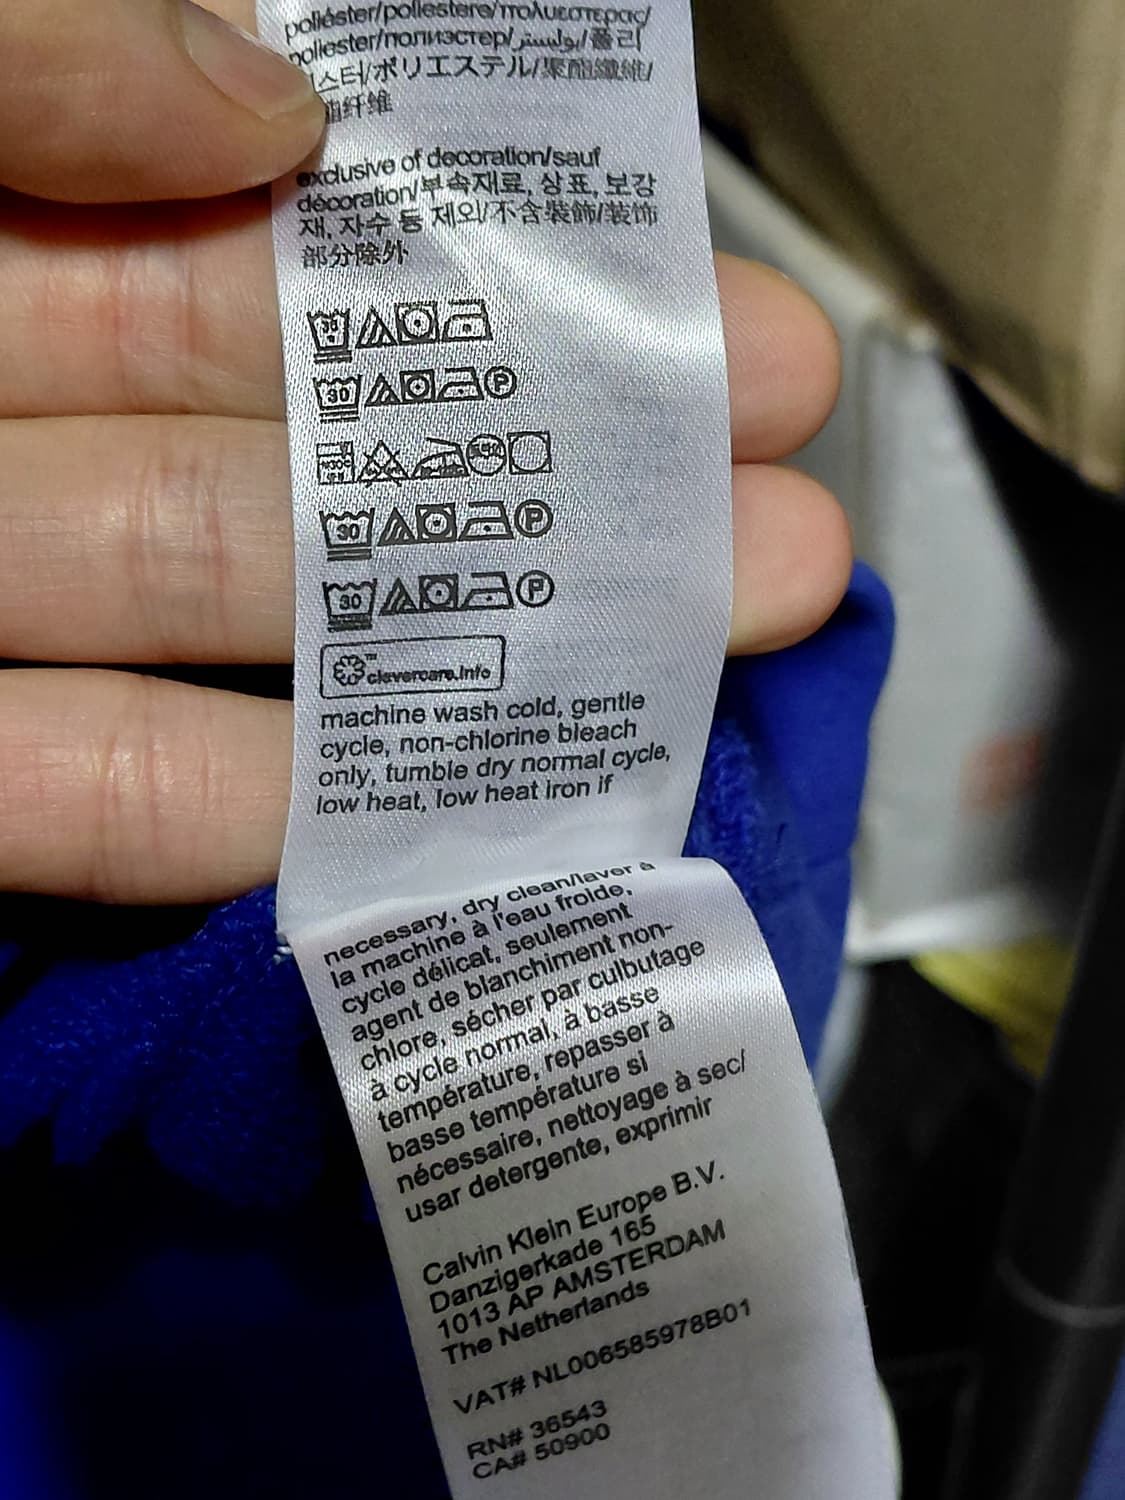 poliéster/poliestere/πολυεστερας/
poliester/полиэстер/بوليستر/폴리
스터/ポリエステル/聚酯纖維/
纤维
exclusive of decoration/sauf
décoration/부속재료, 상표, 보강
재, 자수 등 제외/不含裝飾/装饰
部分除外
30
30 P
30
30 P
30 P
™ clevercare.info
machine wash cold, gentle
cycle, non-chlorine bleach
only, tumble dry normal cycle,
low heat, low heat iron if
necessary, dry clean/laver à
la machine à l'eau froide,
cycle délicat, seulement
agent de blanchiment non-
chlore, sécher par culbutage
à cycle normal, à basse
température, repasser à
basse température si
nécessaire, nettoyage à sec/
usar detergente, exprimir
Calvin Klein Europe B.V.
Danzigerkade 165
1013 AP AMSTERDAM
The Netherlands
VAT# NL006585978B01
RN# 36543
CA# 50900